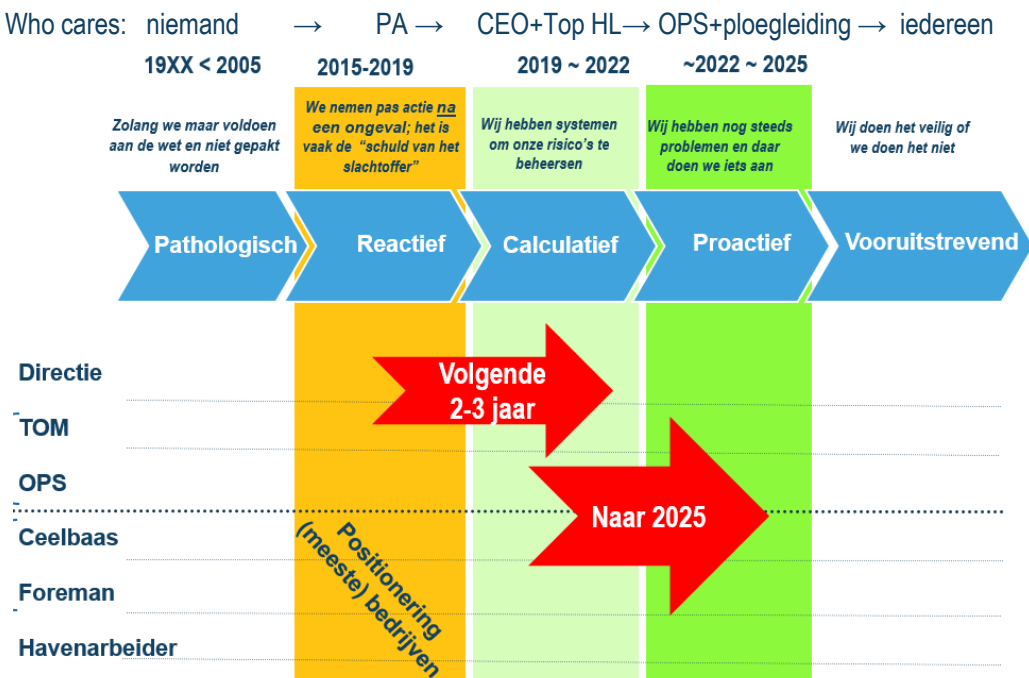 Who cares: niemand → PA → CEO+Top HL→ OPS+ploegleiding → iedereen
19XX < 2005
2015-2019
2019 ~ 2022
~2022 ~ 2025
Zolang we maar voldoen
aan de wet en niet gepakt
worden
We nemen pas actie na
een ongeval; het is
vaak de “schuld van het
slachtoffer”
Wij hebben systemen
om onze risico’s te
beheersen
Wij hebben nog steeds
problemen en daar
doen we iets aan
Wij doen het veilig of
we doen het niet
Pathologisch
Reactief
Calculatief
Proactief
Vooruitstrevend
Directie
TOM
OPS
Ceelbaas
Foreman
Havenarbeider
Volgende
2-3 jaar
Naar 2025
Positionering
(meeste) bedrijven